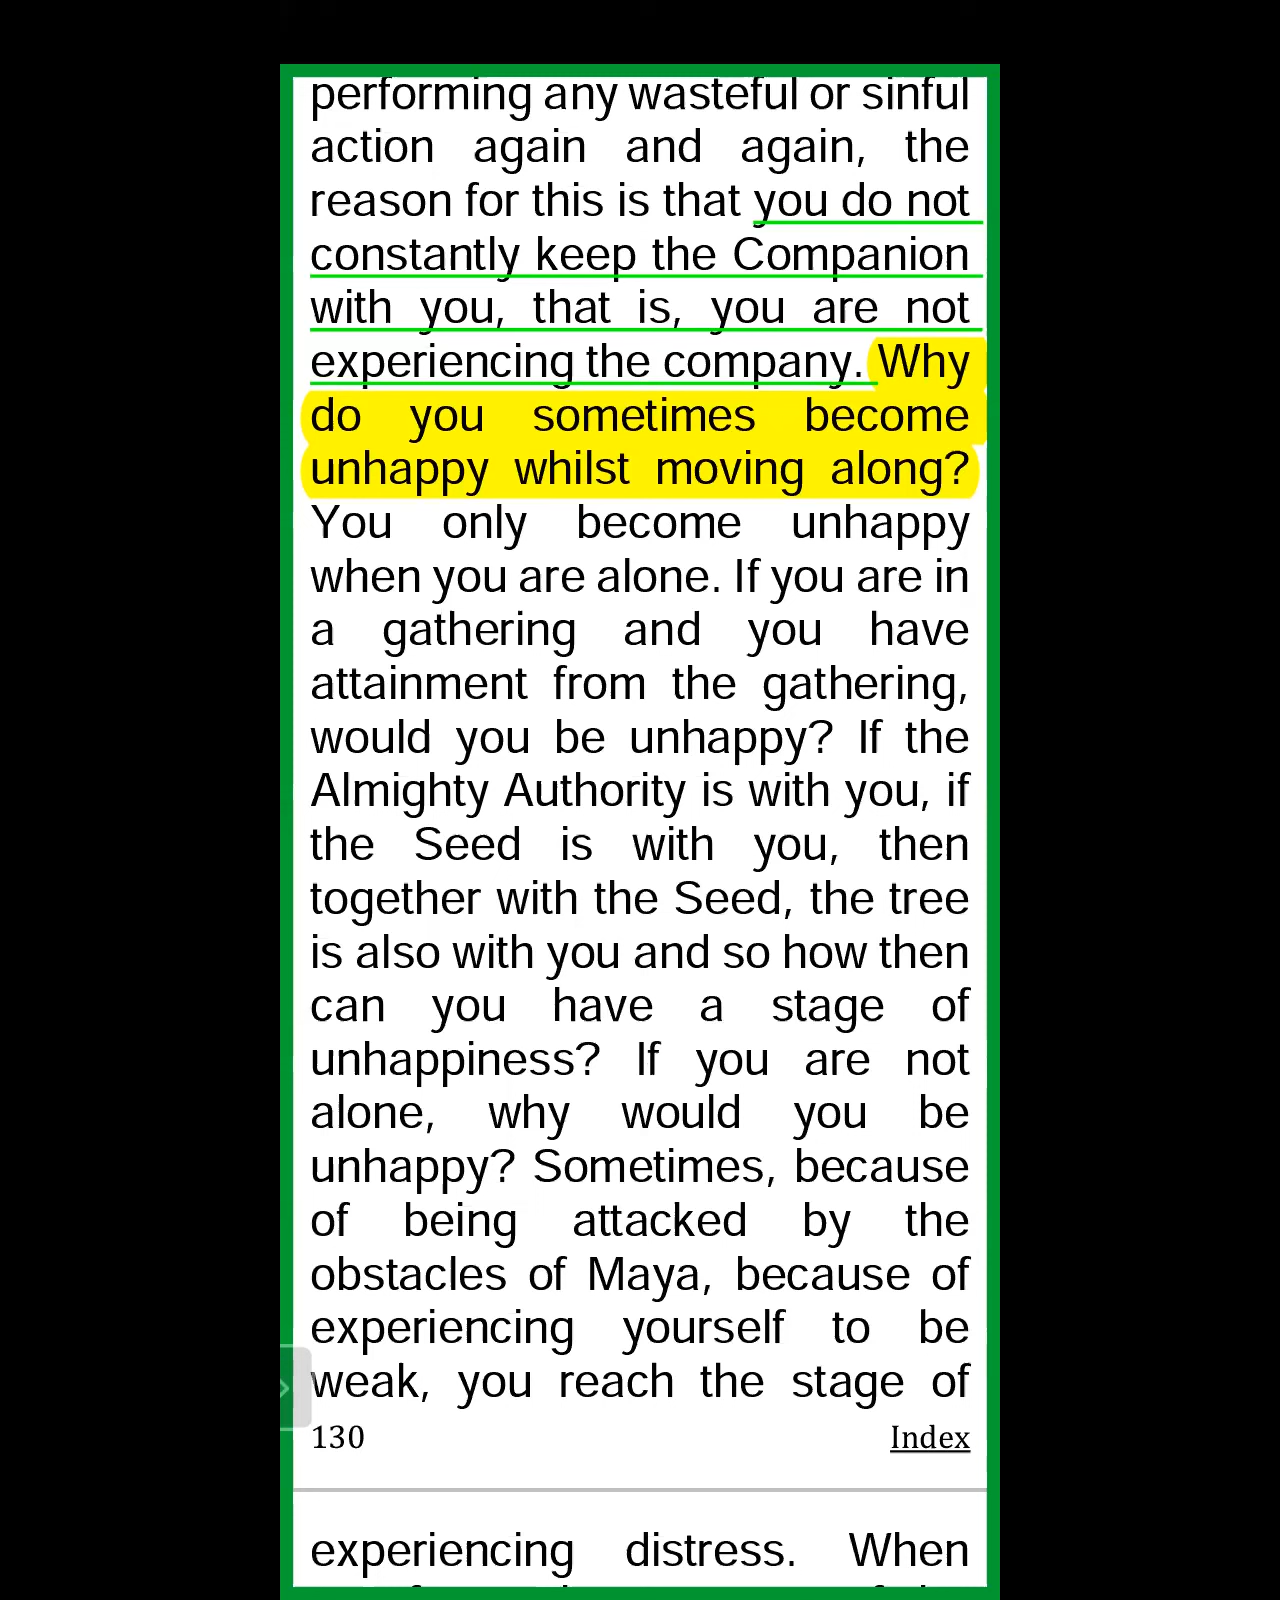 performing any wasteful or sinful
action again and again, the
reason for this is that you do not
constantly keep the Companion
with you, that is, you are not
experiencing the company. Why
do you sometimes become
unhappy whilst moving along?
You only become unhappy
when you are alone. If you are in
a gathering and you have
attainment from the gathering,
would you be unhappy? If the
Almighty Authority is with you, if
the Seed is with you, then
together with the Seed, the tree
is also with you and so how then
can you have a stage of
unhappiness? If you are not
alone, why would you be
unhappy? Sometimes, because
of being attacked by the
obstacles of Maya, because of
experiencing yourself to be
weak, you reach the stage of
130 Index
experiencing distress. When